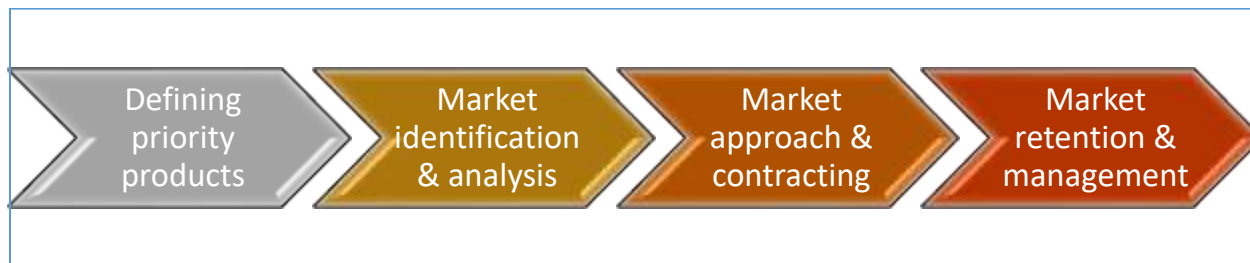 Defining
priority
products
Market
identification
& analysis
Market
approach &
contracting
Market
retention &
management